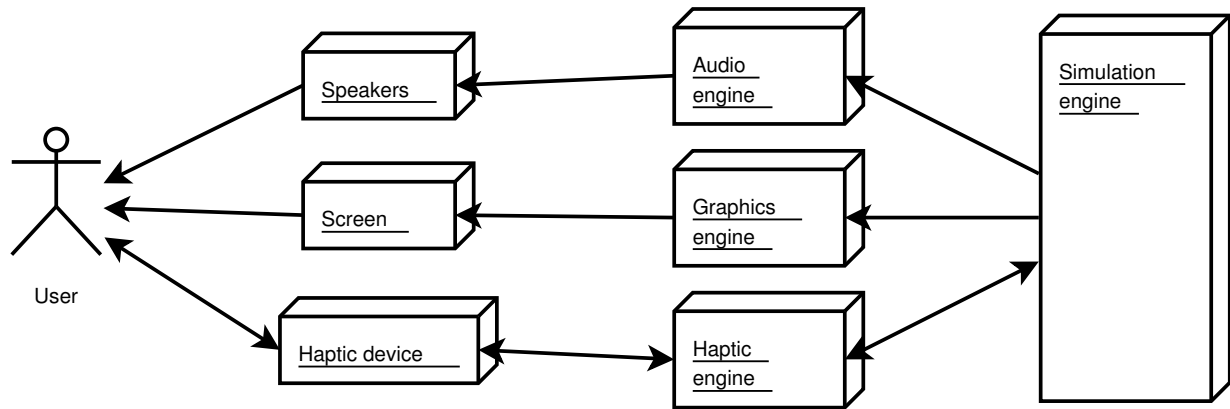 Speakers
Audio
engine
Simulation
engine
Screen
Graphics
engine
User
Haptic device
Haptic
engine